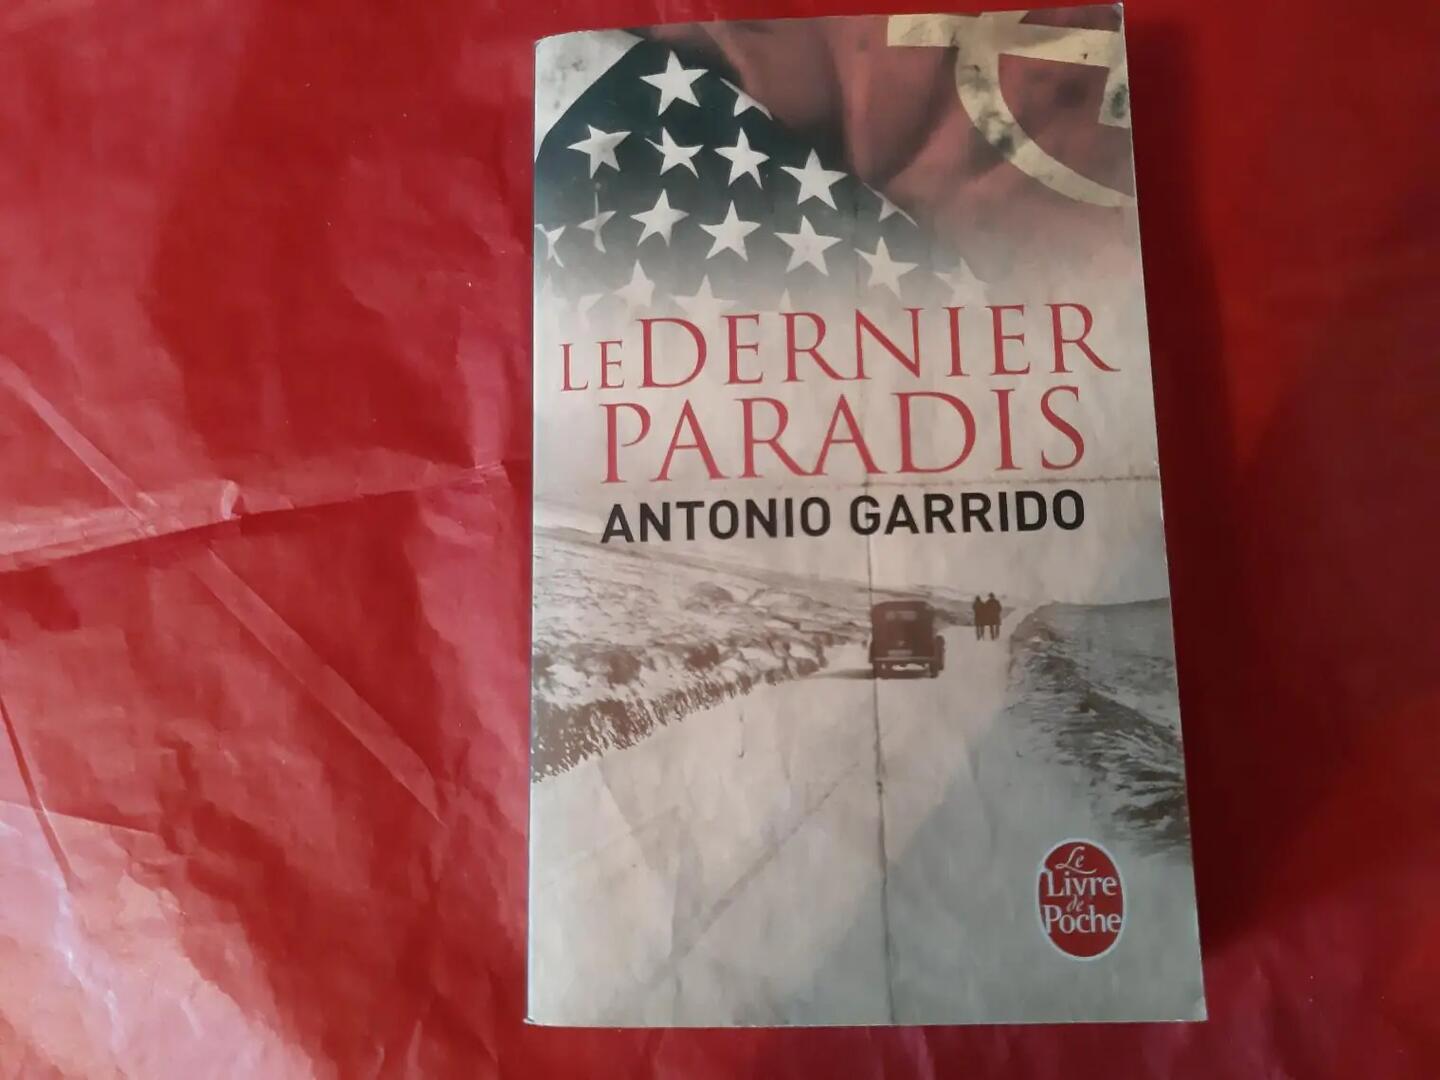 LE DERNIER
PARADIS
ANTONIO GARRIDO
Le
Livre
de
Poche